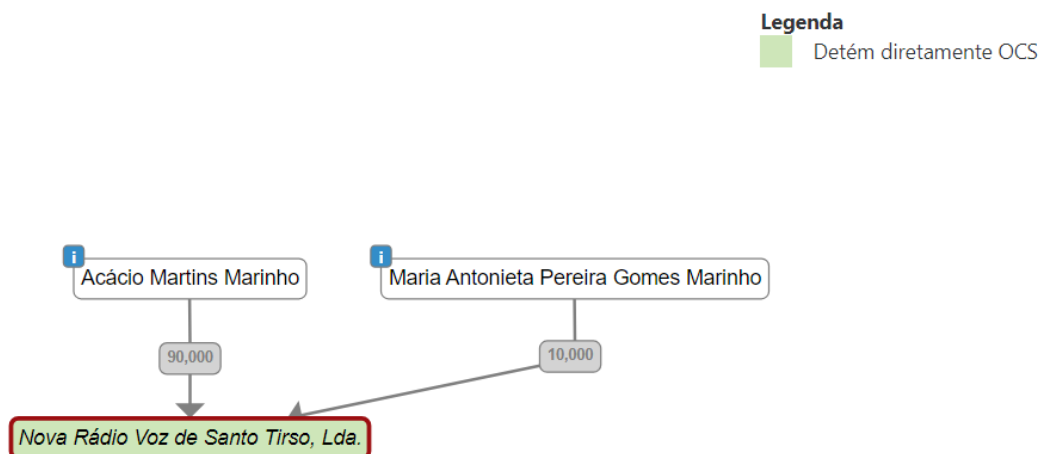 Legenda
Detém diretamente OCS
i
i
Acácio Martins Marinho
Maria Antonieta Pereira Gomes Marinho
90,000
10,000
Nova Rádio Voz de Santo Tirso, Lda.